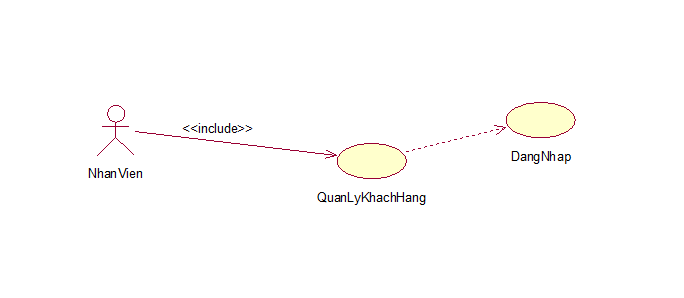 <<include>>
DangNhap
NhanVien
QuanLyKhachHang